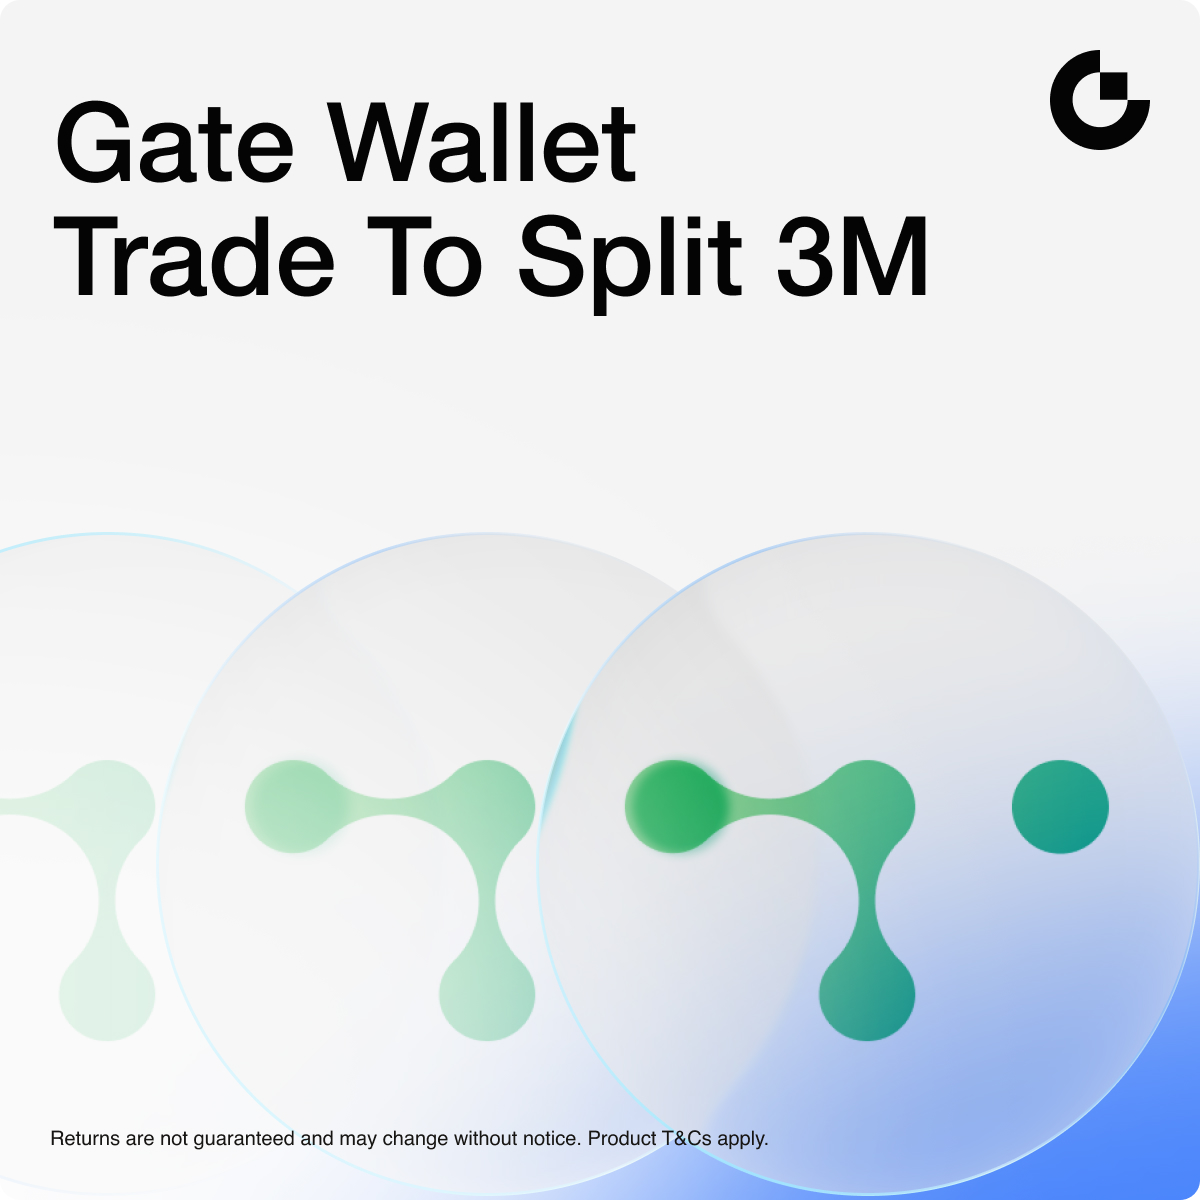 Gate Wallet
Trade To Split 3M
Returns are not guaranteed and may change without notice. Product T&Cs apply.